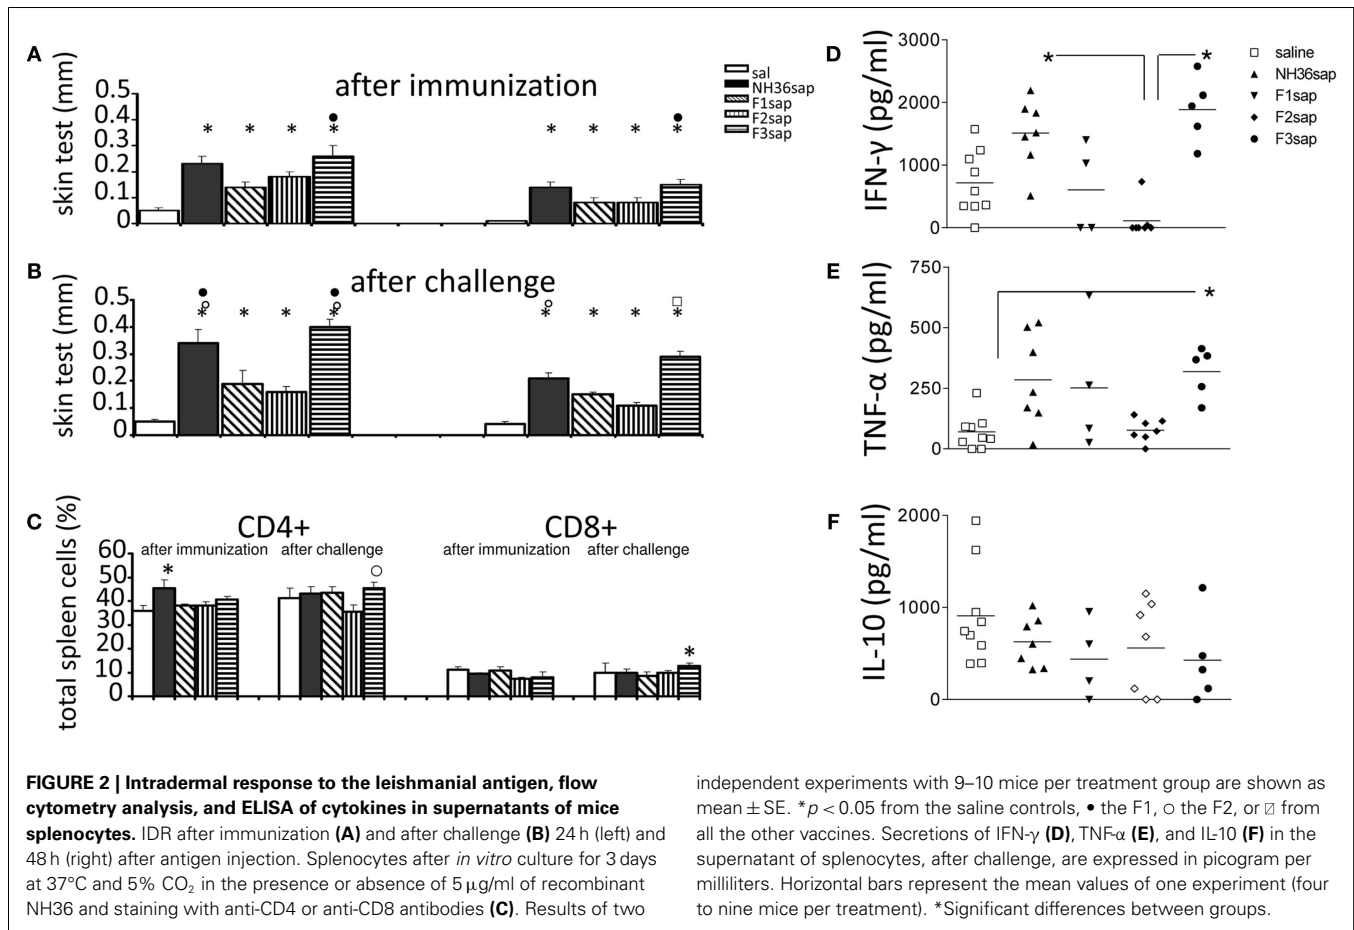 A
after immunization
skin test (mm)
0.5
0.4
0.3
0.2
0.1
0
* * * ● *
* * * ● *
sal
NH36sap
F1sap
F2sap
F3sap
B
after challenge
skin test (mm)
0.5
0.4
0.3
0.2
0.1
0
● ○ * * * ● ○ *
○ * * * □ *
C
CD4+ CD8+
after immunization after challenge after immunization after challenge
total spleen cells (%)
60
50
40
30
20
10
0
* ○ *
D
IFN-γ (pg/ml)
3000
2000
1000
0
* *
saline
NH36sap
F1sap
F2sap
F3sap
E
TNF-α (pg/ml)
750
500
250
0
*
F
IL-10 (pg/ml)
2000
1000
0
FIGURE 2 | Intradermal response to the leishmanial antigen, flow
cytometry analysis, and ELISA of cytokines in supernatants of mice
splenocytes. IDR after immunization (A) and after challenge (B) 24 h (left) and
48 h (right) after antigen injection. Splenocytes after in vitro culture for 3 days
at 37°C and 5% CO₂ in the presence or absence of 5 μg/ml of recombinant
NH36 and staining with anti-CD4 or anti-CD8 antibodies (C). Results of two
independent experiments with 9–10 mice per treatment group are shown as
mean ± SE. *p < 0.05 from the saline controls, • the F1, ○ the F2, or ⍁ from
all the other vaccines. Secretions of IFN-γ (D), TNF-α (E), and IL-10 (F) in the
supernatant of splenocytes, after challenge, are expressed in picogram per
milliliters. Horizontal bars represent the mean values of one experiment (four
to nine mice per treatment). *Significant differences between groups.